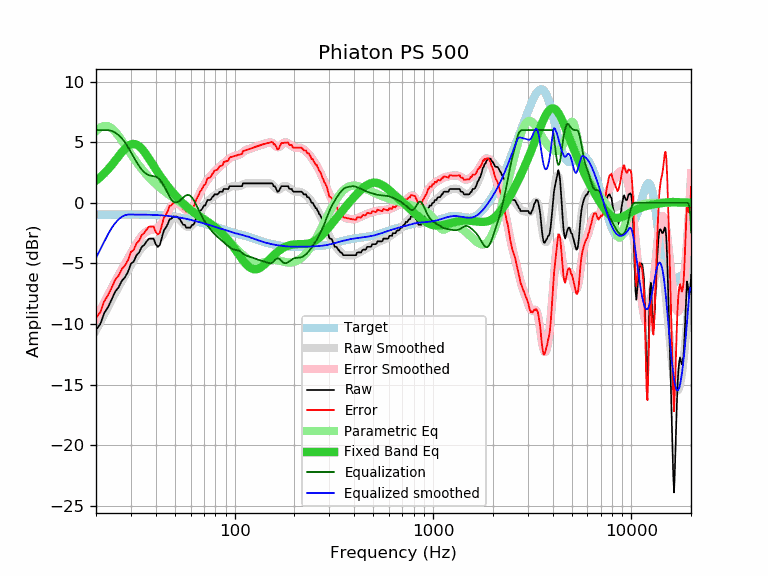 Phiaton PS 500
10
5
0
−5
−10
−15
−20
−25
Amplitude (dBr)
Target
Raw Smoothed
Error Smoothed
Raw
Error
Parametric Eq
Fixed Band Eq
Equalization
Equalized smoothed
100
1000
10000
Frequency (Hz)